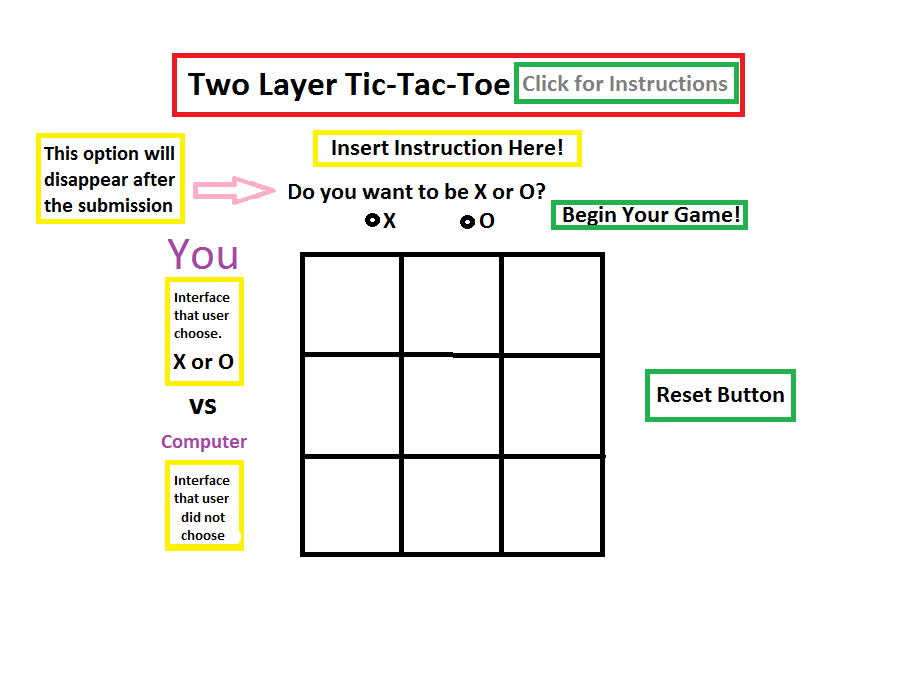 Two Layer Tic-Tac-Toe Click for Instructions
Insert Instruction Here!
This option will
disappear after
the submission
Do you want to be X or O?
X O
Begin Your Game!
You
Interface
that user
choose.
X or O
vs
Computer
Interface
that user
did not
choose
Reset Button